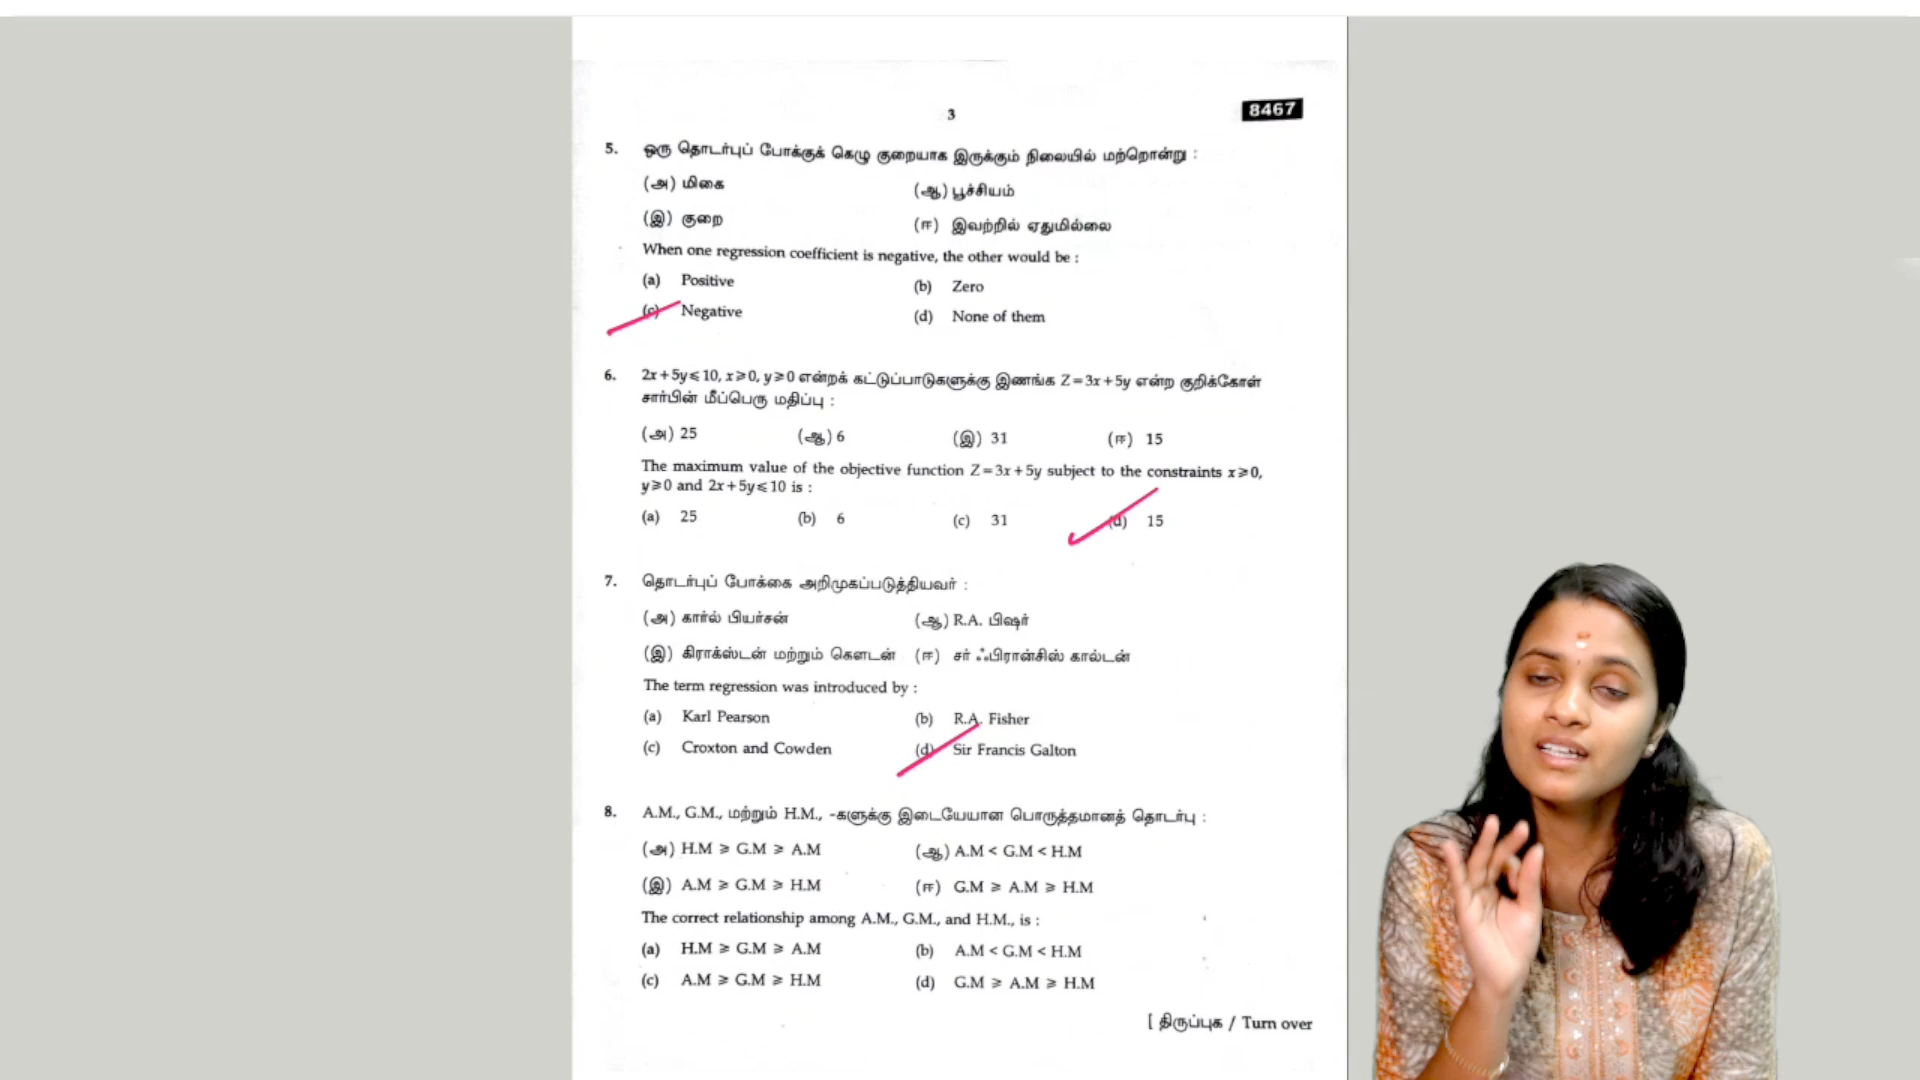 3
8467
5. ஒரு தொடர்புப் போக்குக் கெழு குறையாக இருக்கும் நிலையில் மற்றொன்று :
(அ) மிகை (ஆ) பூச்சியம்
(இ) குறை (ஈ) இவற்றில் ஏதுமில்லை
When one regression coefficient is negative, the other would be :
(a) Positive (b) Zero
(c) Negative (d) None of them
6. 2x+5y⩽10, x⩾0, y⩾0 என்றக் கட்டுப்பாடுகளுக்கு இணங்க Z=3x+5y என்ற குறிக்கோள்
சார்பின் மீப்பெரு மதிப்பு :
(அ) 25 (ஆ) 6 (இ) 31 (ஈ) 15
The maximum value of the objective function Z=3x+5y subject to the constraints x⩾0,
y⩾0 and 2x+5y⩽10 is :
(a) 25 (b) 6 (c) 31 (d) 15
7. தொடர்புப் போக்கை அறிமுகப்படுத்தியவர் :
(அ) கார்ல் பியர்சன் (ஆ) R.A. பிஷர்
(இ) கிராக்ஸ்டன் மற்றும் கௌடன் (ஈ) சர் ஃபிரான்சிஸ் கால்டன்
The term regression was introduced by :
(a) Karl Pearson (b) R.A. Fisher
(c) Croxton and Cowden (d) Sir Francis Galton
8. A.M., G.M., மற்றும் H.M., -களுக்கு இடையேயான பொருத்தமானத் தொடர்பு :
(அ) H.M ⩾ G.M ⩾ A.M (ஆ) A.M < G.M < H.M
(இ) A.M ⩾ G.M ⩾ H.M (ஈ) G.M ⩾ A.M ⩾ H.M
The correct relationship among A.M., G.M., and H.M., is :
(a) H.M ⩾ G.M ⩾ A.M (b) A.M < G.M < H.M
(c) A.M ⩾ G.M ⩾ H.M (d) G.M ⩾ A.M ⩾ H.M
[ திருப்புக / Turn over